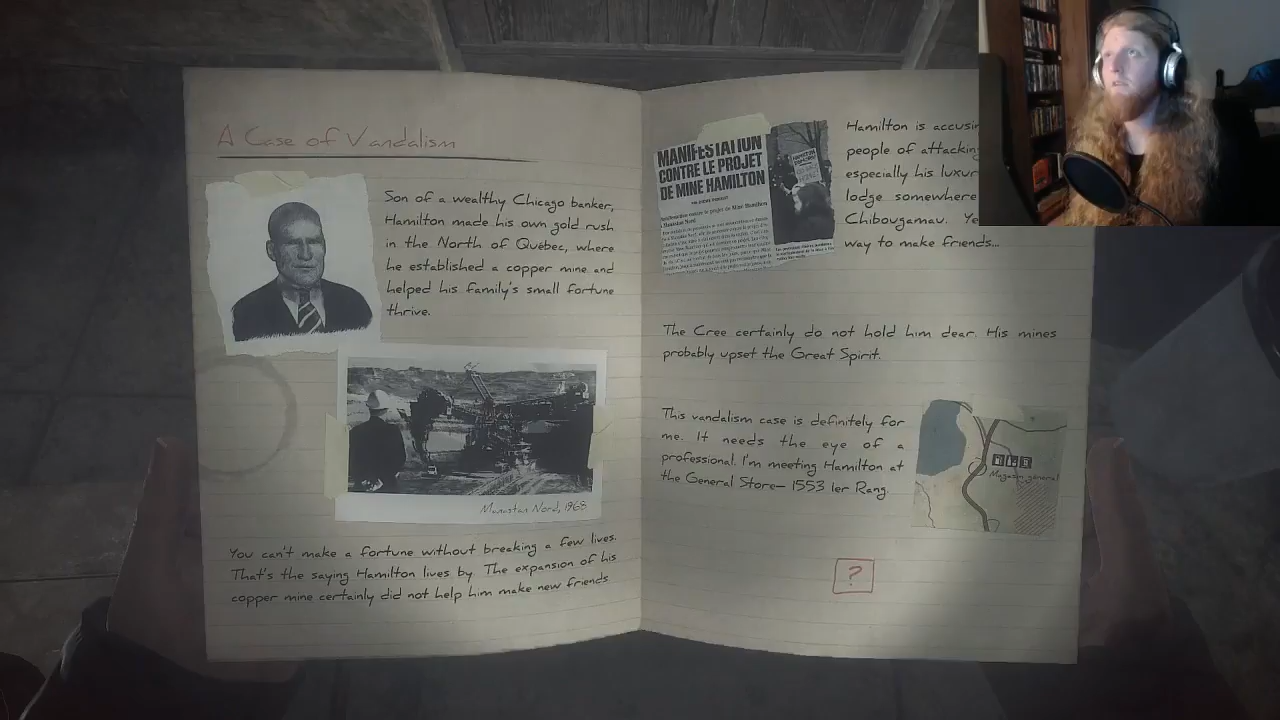 A Case of Vandalism
Son of a wealthy Chicago banker,
Hamilton made his own gold rush
in the North of Québec, where
he established a copper mine and
helped his family's small fortune
thrive.
Manastan Nord, 1968
You can't make a fortune without breaking a few lives.
That's the saying Hamilton lives by. The expansion of his
copper mine certainly did not help him make new friends
MANIFESTATION
CONTRE LE PROJET
DE MINE HAMILTON
Hamilton is accusin
people of attacking
especially his luxur
lodge somewhere
Chibougamau. Ye
way to make friends...
The Cree certainly do not hold him dear. His mines
probably upset the Great Spirit.
This vandalism case is definitely for
me. It needs the eye of a
professional. I'm meeting Hamilton at
the General Store- 1553 1er Rang.
Magasin général
?